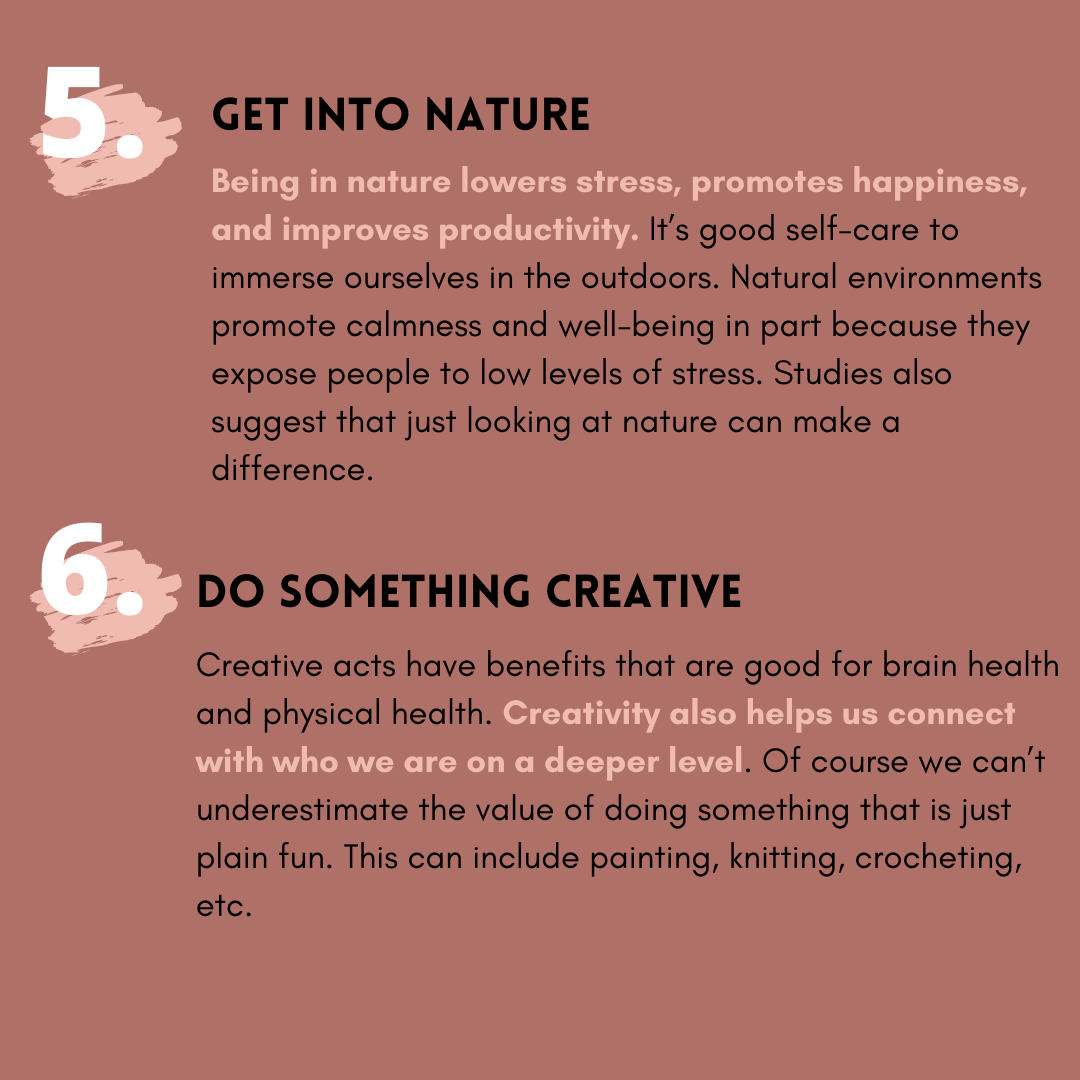 5.
GET INTO NATURE
Being in nature lowers stress, promotes happiness,
and improves productivity. It’s good self-care to
immerse ourselves in the outdoors. Natural environments
promote calmness and well-being in part because they
expose people to low levels of stress. Studies also
suggest that just looking at nature can make a
difference.
6.
DO SOMETHING CREATIVE
Creative acts have benefits that are good for brain health
and physical health. Creativity also helps us connect
with who we are on a deeper level. Of course we can’t
underestimate the value of doing something that is just
plain fun. This can include painting, knitting, crocheting,
etc.